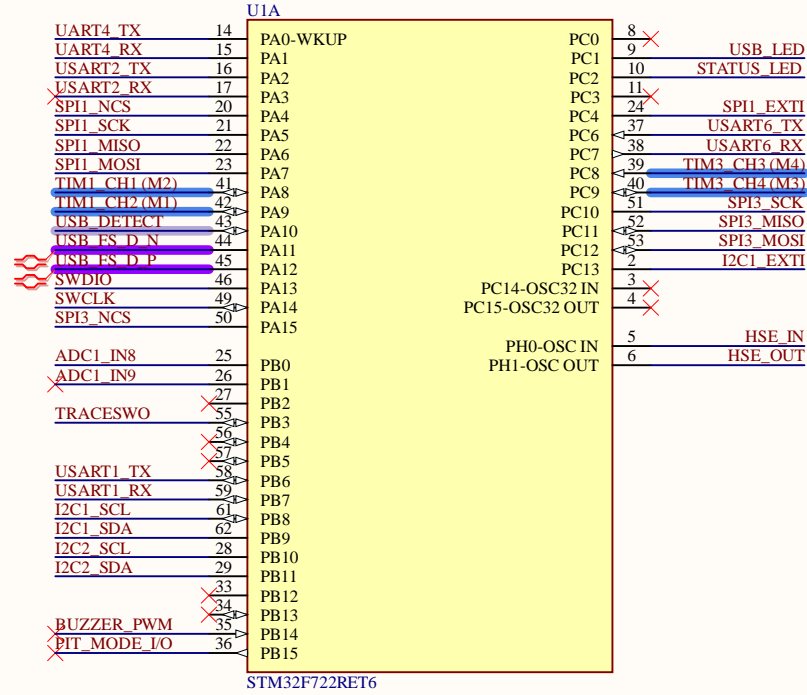 U1A
UART4_TX 14 PA0-WKUP PC0 8
UART4_RX 15 PA1 PC1 9 USB_LED
USART2_TX 16 PA2 PC2 10 STATUS_LED
USART2_RX 17 PA3 PC3 11
SPI1_NCS 20 PA4 PC4 24 SPI1_EXTI
SPI1_SCK 21 PA5 PC6 37 USART6_TX
SPI1_MISO 22 PA6 PC7 38 USART6_RX
SPI1_MOSI 23 PA7 PC8 39 TIM3_CH3 (M4)
TIM1_CH1 (M2) 41 PA8 PC9 40 TIM3_CH4 (M3)
TIM1_CH2 (M1) 42 PA9 PC10 51 SPI3_SCK
USB_DETECT 43 PA10 PC11 52 SPI3_MISO
USB_FS_D_N 44 PA11 PC12 53 SPI3_MOSI
USB_FS_D_P 45 PA12 PC13 2 I2C1_EXTI
SWDIO 46 PA13 PC14-OSC32 IN 3
SWCLK 49 PA14 PC15-OSC32 OUT 4
SPI3_NCS 50 PA15
PH0-OSC IN 5 HSE_IN
ADC1_IN8 25 PB0 PH1-OSC OUT 6 HSE_OUT
ADC1_IN9 26 PB1
27 PB2
TRACESWO 55 PB3
56 PB4
57 PB5
USART1_TX 58 PB6
USART1_RX 59 PB7
I2C1_SCL 61 PB8
I2C1_SDA 62 PB9
I2C2_SCL 28 PB10
I2C2_SDA 29 PB11
33 PB12
34 PB13
BUZZER_PWM 35 PB14
PIT_MODE_I/O 36 PB15
STM32F722RET6